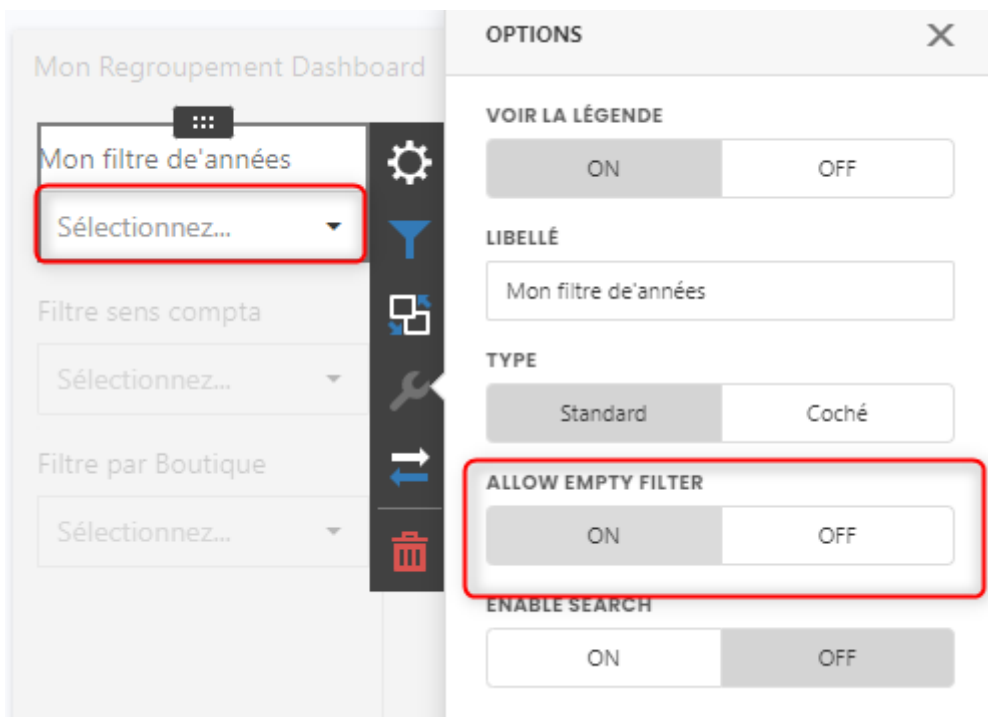 Mon Regroupement Dashboard
Mon filtre de'années
Sélectionnez...
Filtre sens compta
Sélectionnez...
Filtre par Boutique
Sélectionnez...
OPTIONS
VOIR LA LÉGENDE
ON OFF
LIBELLÉ
Mon filtre de'années
TYPE
Standard Coché
ALLOW EMPTY FILTER
ON OFF
ENABLE SEARCH
ON OFF